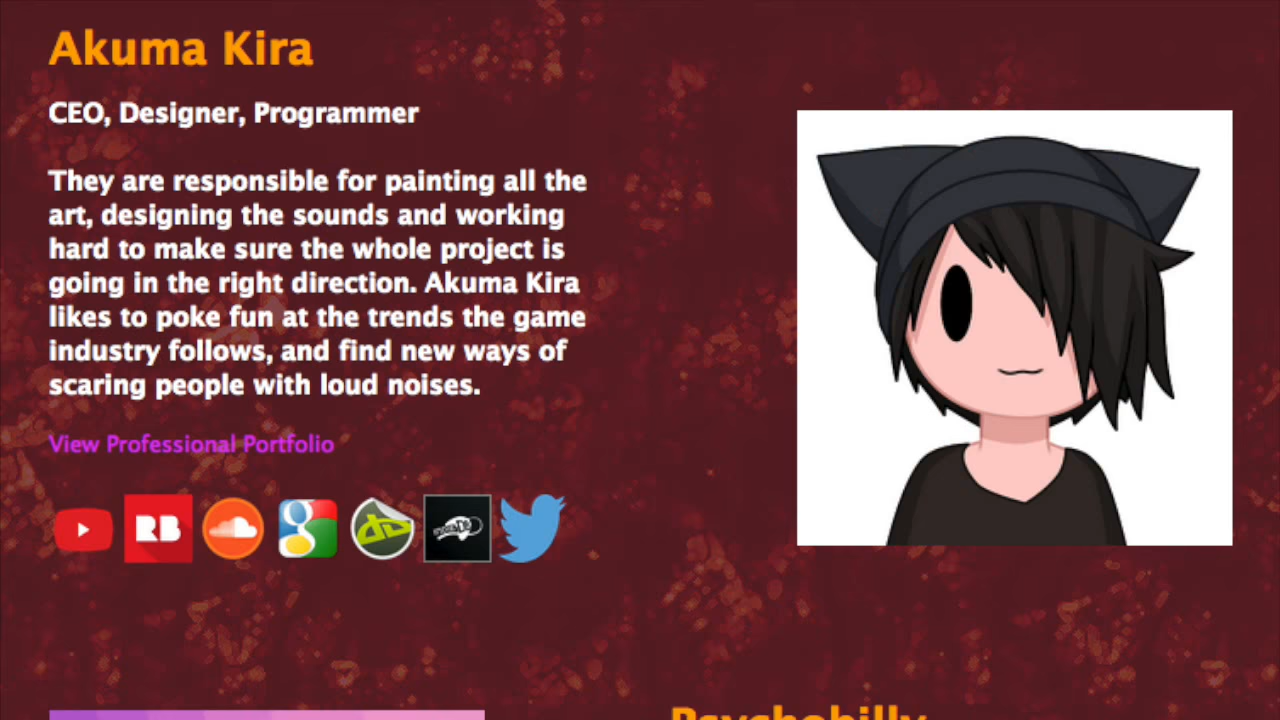 Akuma Kira
CEO, Designer, Programmer
They are responsible for painting all the
art, designing the sounds and working
hard to make sure the whole project is
going in the right direction. Akuma Kira
likes to poke fun at the trends the game
industry follows, and find new ways of
scaring people with loud noises.
View Professional Portfolio
RB
Psychobilly